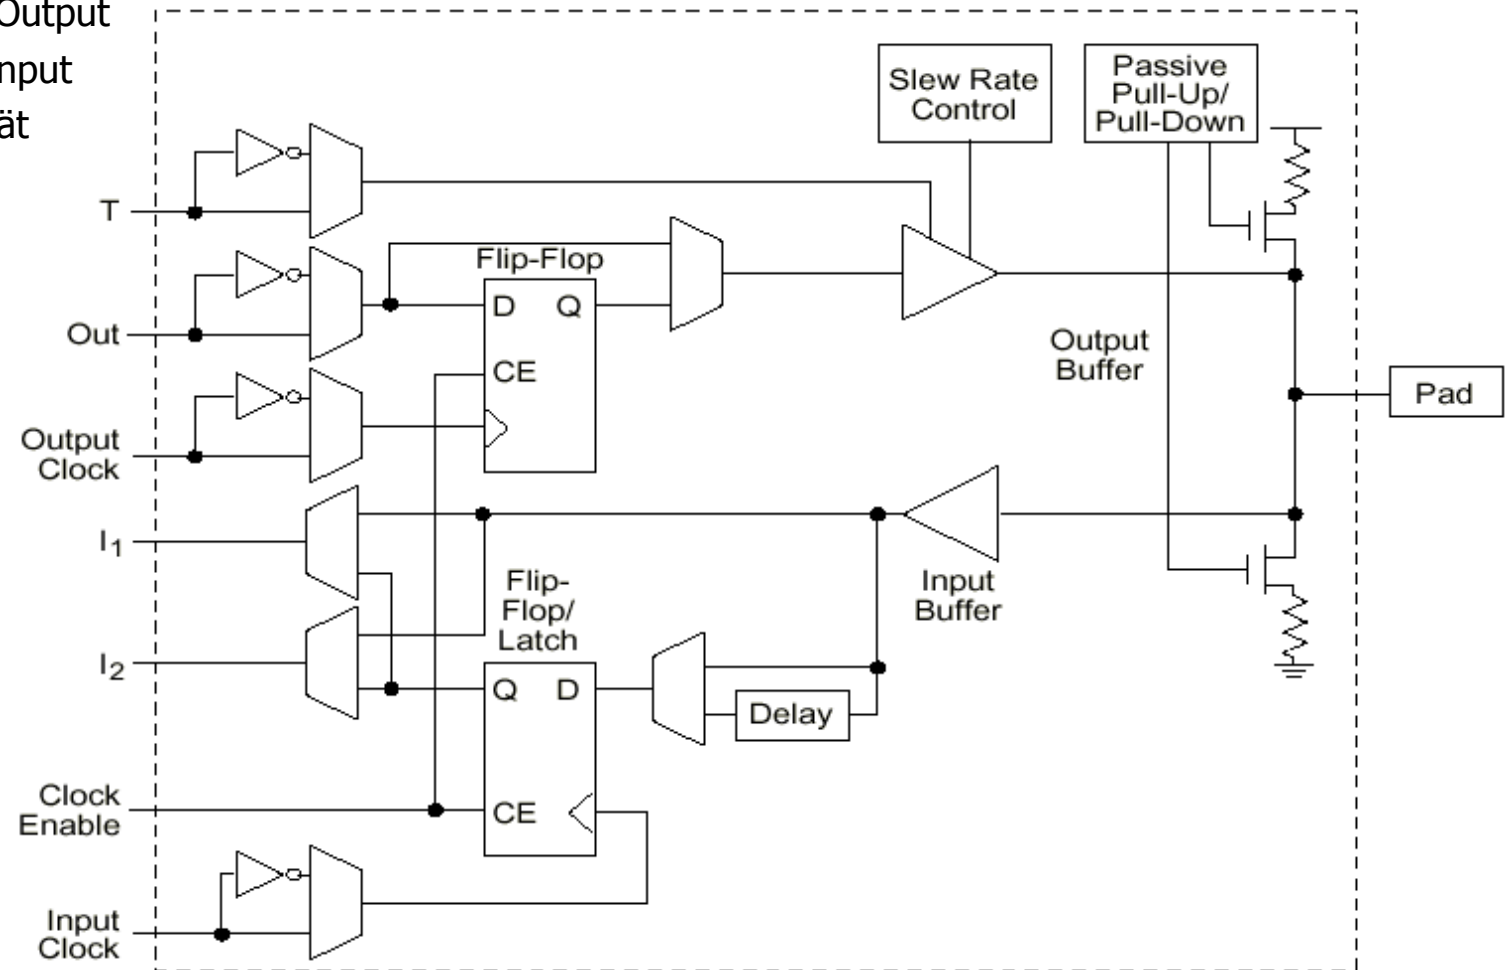 Output
nput
ät
Slew Rate
Control
Passive
Pull-Up/
Pull-Down
T
Flip-Flop
D Q
Out
CE
Output
Buffer
Pad
Output
Clock
I1
Flip-
Flop/
Latch
Input
Buffer
I2
Q D
Delay
Clock
Enable
CE
Input
Clock